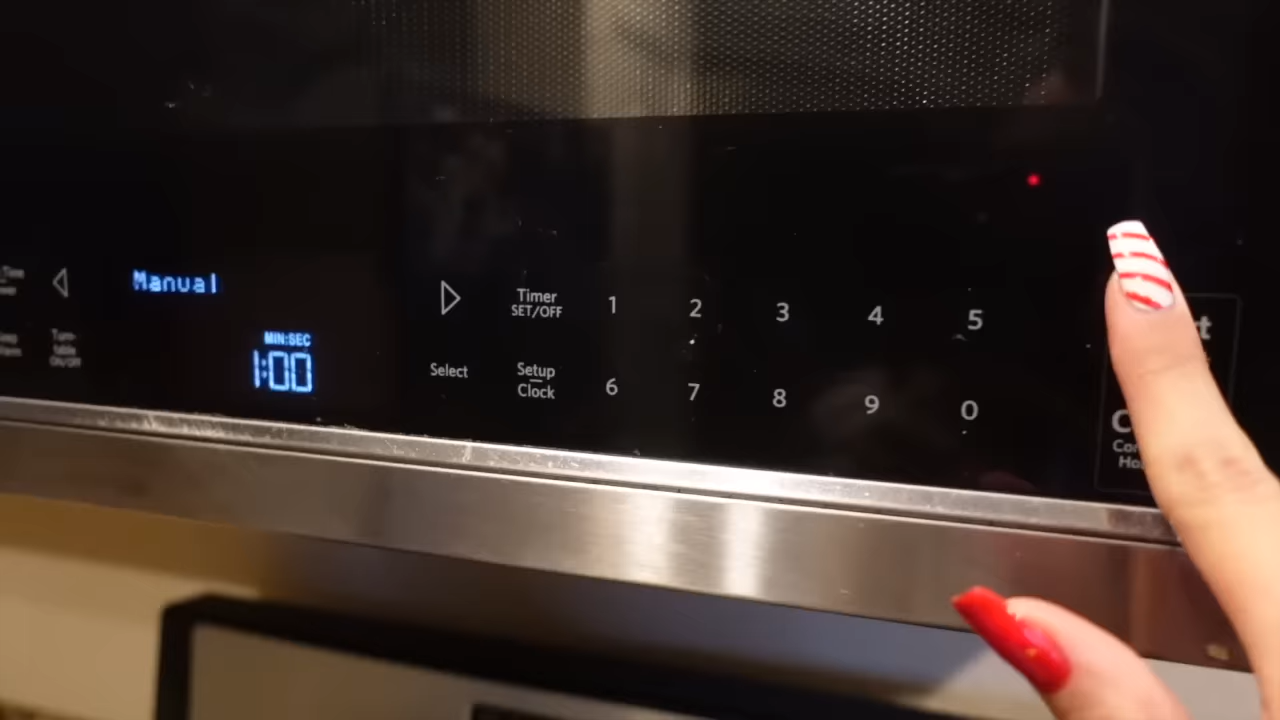 Manual
MIN:SEC
1:00
Select
Timer
SET/OFF
Setup
Clock
1 2 3 4 5
6 7 8 9 0